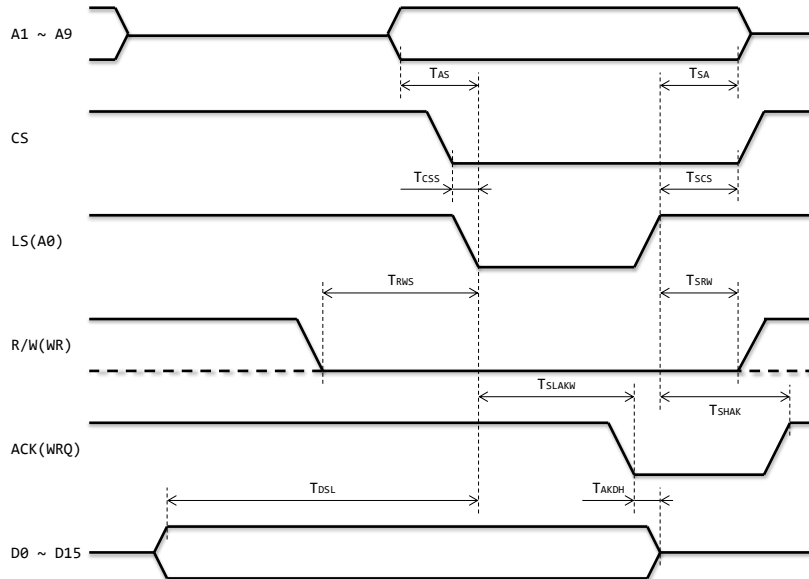 A1 ~ A9
TAS
TSA
CS
TCSS
TSCS
LS(A0)
TRWS
TSRW
R/W(WR)
TSLAKW
TSHAK
ACK(WRQ)
TDSL
TAKDH
D0 ~ D15